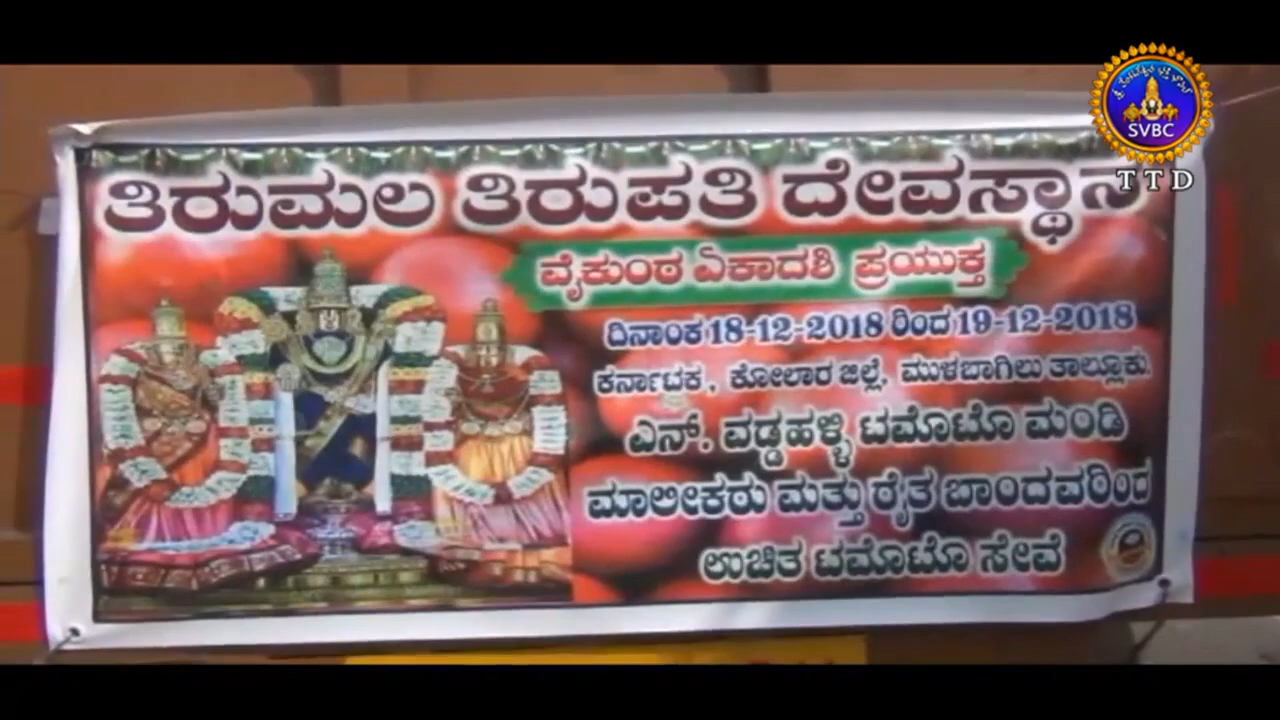 ತಿರುಮಲ ತಿರುಪತಿ ದೇವಸ್ಥಾನ
ವೈಕುಂಠ ಏಕಾದಶಿ ಪ್ರಯುಕ್ತ
ದಿನಾಂಕ 18-12-2018 ರಿಂದ 19-12-2018
ಕರ್ನಾಟಕ, ಕೋಲಾರ ಜಿಲ್ಲೆ, ಮುಳಬಾಗಿಲು ತಾಲ್ಲೂಕು.
ಎನ್. ವಡ್ಡಹಳ್ಳಿ ಟಮೋಟೊ ಮಂಡಿ
ಮಾಲೀಕರು ಮತ್ತು ರೈತ ಬಾಂದವರಿಂದ
ಉಚಿತ ಟಮೋಟೊ ಸೇವೆ
SVBC
TTD